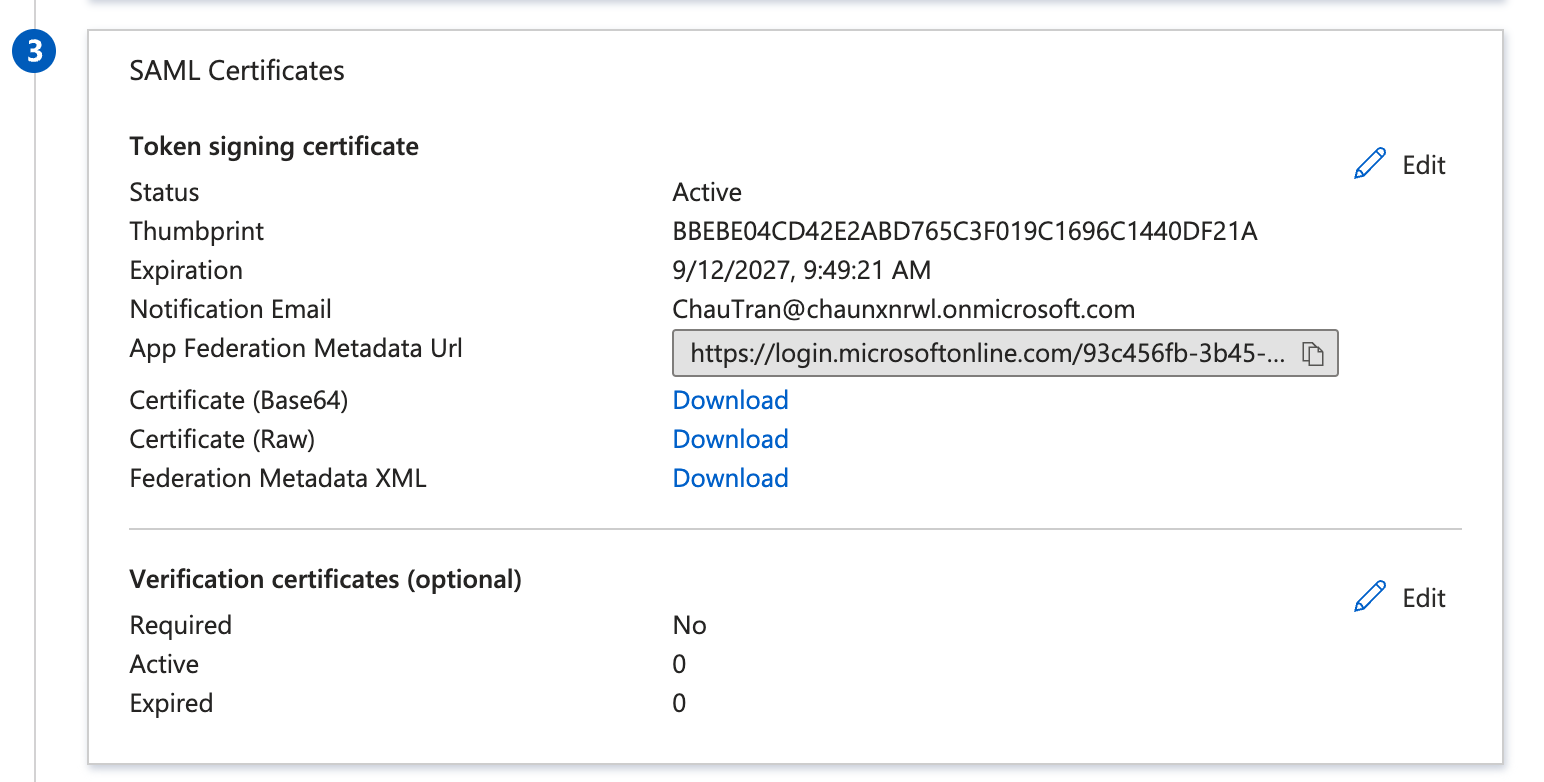 3
SAML Certificates
Token signing certificate
Edit
Status Active
Thumbprint BBEBE04CD42E2ABD765C3F019C1696C1440DF21A
Expiration 9/12/2027, 9:49:21 AM
Notification Email ChauTran@chaunxnrwl.onmicrosoft.com
App Federation Metadata Url https://login.microsoftonline.com/93c456fb-3b45-...
Certificate (Base64) Download
Certificate (Raw) Download
Federation Metadata XML Download
Verification certificates (optional)
Edit
Required No
Active 0
Expired 0